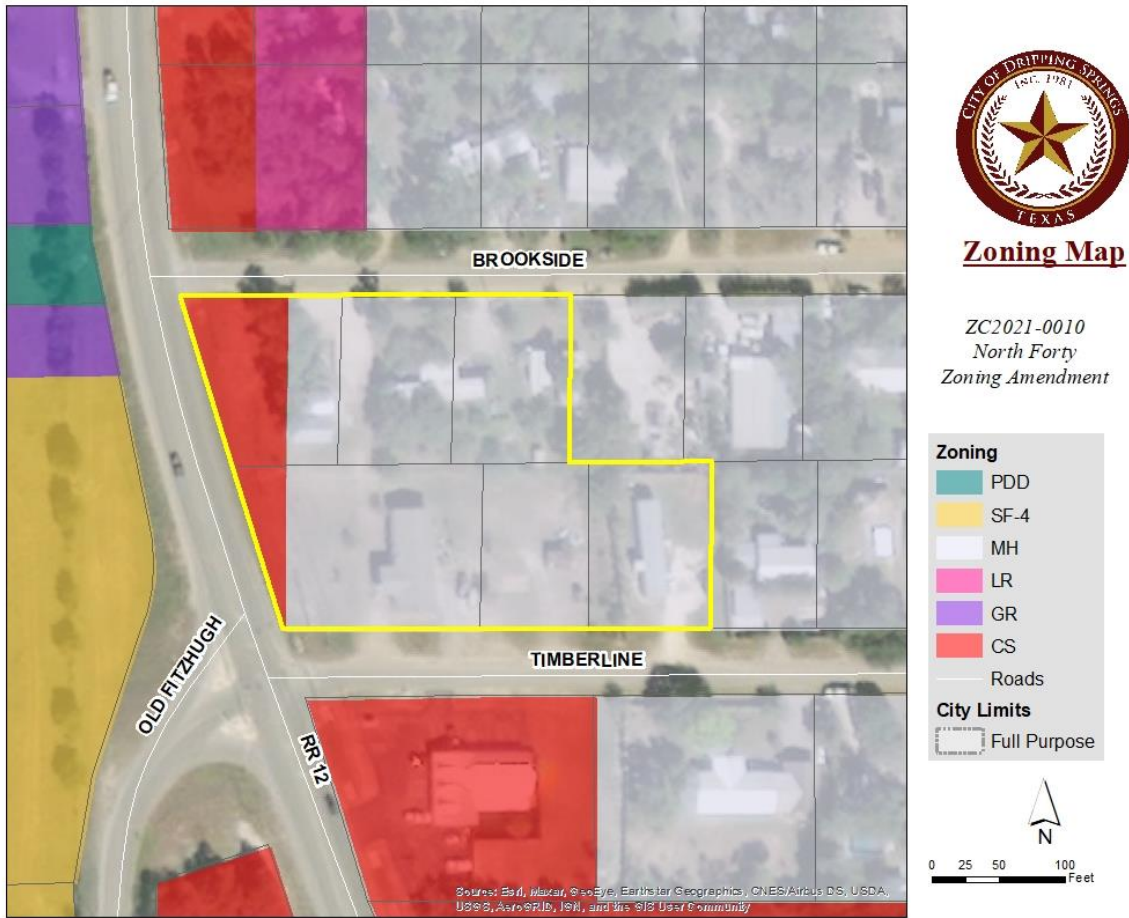 BROOKSIDE
TIMBERLINE
OLD FITZHUGH
RR 12
Source: Esri, Maxar, GeoEye, Earthstar Geographics, CNES/Airbus DS, USDA,
USGS, AeroGRID, IGN, and the GIS User Community
CITY OF DRIPPING SPRINGS
INC. 1981
TEXAS
Zoning Map
ZC2021-0010
North Forty
Zoning Amendment
Zoning
PDD
SF-4
MH
LR
GR
CS
Roads
City Limits
Full Purpose
N
0 25 50 100
Feet